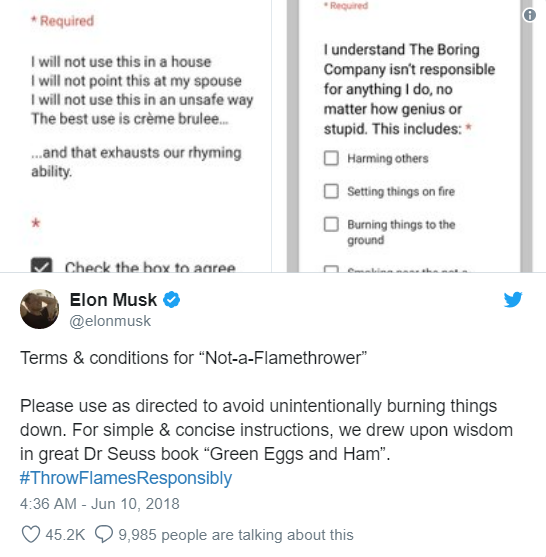 * Required
I will not use this in a house
I will not point this at my spouse
I will not use this in an unsafe way
The best use is crème brulee...
...and that exhausts our rhyming
ability.
*
Check the box to agree
* Required
I understand The Boring
Company isn't responsible
for anything I do, no
matter how genius or
stupid. This includes: *
Harming others
Setting things on fire
Burning things to the
ground
Elon Musk
@elonmusk
Terms & conditions for “Not-a-Flamethrower”
Please use as directed to avoid unintentionally burning things
down. For simple & concise instructions, we drew upon wisdom
in great Dr Seuss book “Green Eggs and Ham”.
#ThrowFlamesResponsibly
4:36 AM - Jun 10, 2018
45.2K 9,985 people are talking about this